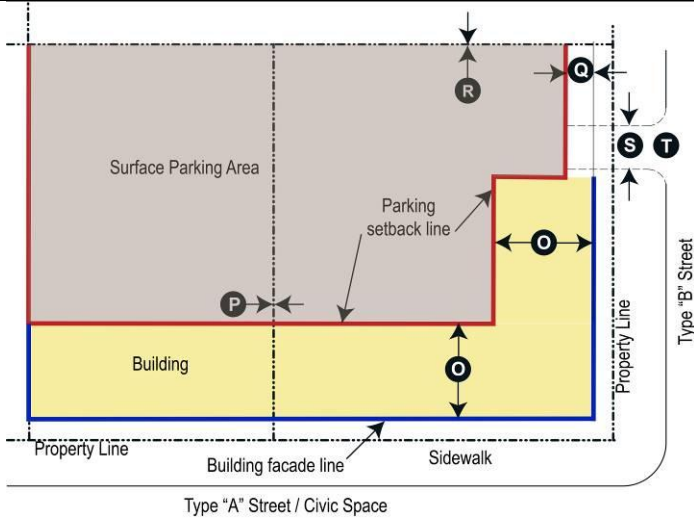 Q
R
S T
Surface Parking Area
Parking
setback line
O
Type “B” Street
P
Property Line
Building
O
Property Line
Building facade line
Sidewalk
Type “A” Street / Civic Space